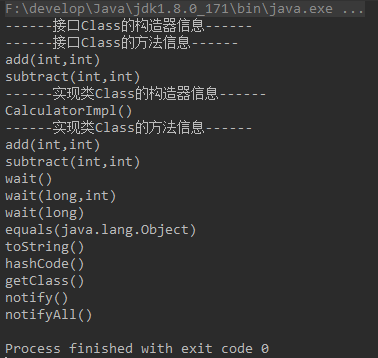 F:\develop\Java\jdk1.8.0_171\bin\java.exe ...
------接口Class的构造器信息------
------接口Class的方法信息------
add(int,int)
subtract(int,int)
------实现类Class的构造器信息------
CalculatorImpl()
------实现类Class的方法信息------
add(int,int)
subtract(int,int)
wait()
wait(long,int)
wait(long)
equals(java.lang.Object)
toString()
hashCode()
getClass()
notify()
notifyAll()
Process finished with exit code 0